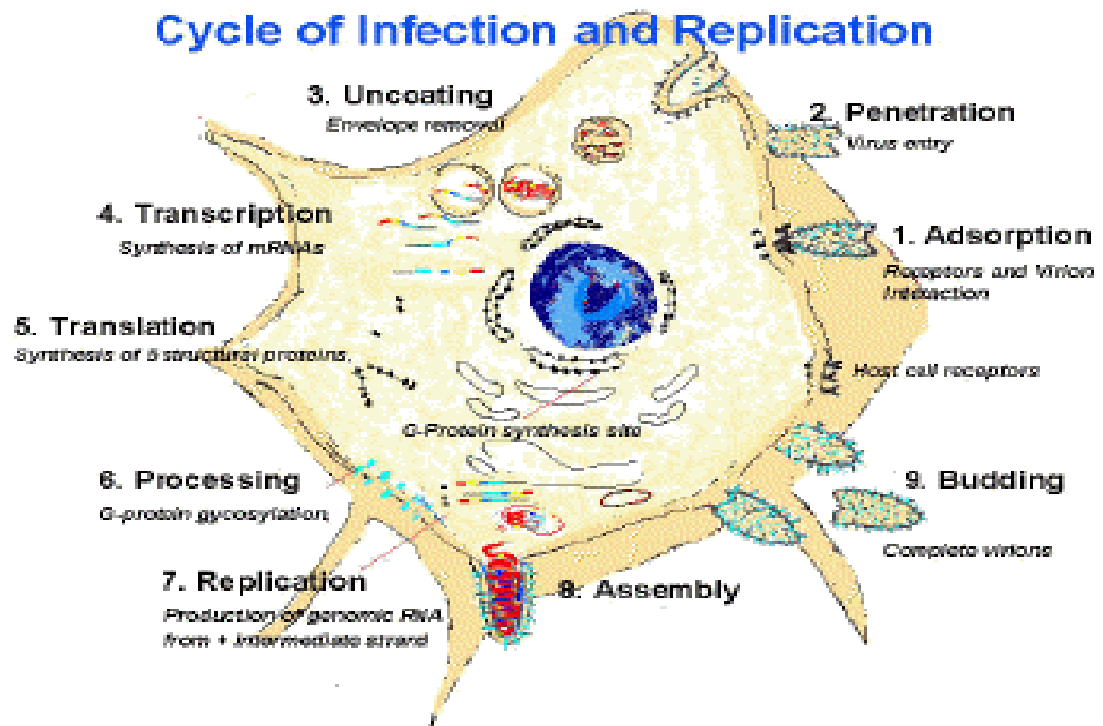 Cycle of Infection and Replication
3. Uncoating
Envelope removal
2. Penetration
Virus entry
4. Transcription
Synthesis of mRNAs
1. Adsorption
Receptors and Virion
Interaction
5. Translation
Synthesis of 5 structural proteins.
Host cell receptors
G-Protein synthesis site
6. Processing
G-protein gycosylation
9. Budding
Complete virions
7. Replication
Production of genomic RNA
from + intermediate strand
8. Assembly